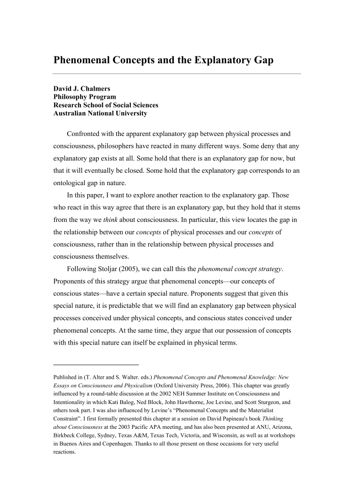 Phenomenal Concepts and the Explanatory Gap
David J. Chalmers
Philosophy Program
Research School of Social Sciences
Australian National University
Confronted with the apparent explanatory gap between physical processes and
consciousness, philosophers have reacted in many different ways. Some deny that any
explanatory gap exists at all. Some hold that there is an explanatory gap for now, but
that it will eventually be closed. Some hold that the explanatory gap corresponds to an
ontological gap in nature.
In this paper, I want to explore another reaction to the explanatory gap. Those
who react in this way agree that there is an explanatory gap, but they hold that it stems
from the way we think about consciousness. In particular, this view locates the gap in
the relationship between our concepts of physical processes and our concepts of
consciousness, rather than in the relationship between physical processes and
consciousness themselves.
Following Stoljar (2005), we can call this the phenomenal concept strategy.
Proponents of this strategy argue that phenomenal concepts—our concepts of
conscious states—have a certain special nature. Proponents suggest that given this
special nature, it is predictable that we will find an explanatory gap between physical
processes conceived under physical concepts, and conscious states conceived under
phenomenal concepts. At the same time, they argue that our possession of concepts
with this special nature can itself be explained in physical terms.
Published in (T. Alter and S. Walter. eds.) Phenomenal Concepts and Phenomenal Knowledge: New
Essays on Consciousness and Physicalism (Oxford University Press, 2006). This chapter was greatly
influenced by a round-table discussion at the 2002 NEH Summer Institute on Consciousness and
Intentionality in which Kati Balog, Ned Block, John Hawthorne, Joe Levine, and Scott Sturgeon, and
others took part. I was also influenced by Levine's "Phenomenal Concepts and the Materialist
Constraint". I first formally presented this chapter at a session on David Papineau's book Thinking
about Consciousness at the 2003 Pacific APA meeting, and has also been presented at ANU, Arizona,
Birkbeck College, Sydney, Texas A&M, Texas Tech, Victoria, and Wisconsin, as well as at workshops
in Buenos Aires and Copenhagen. Thanks to all those present on those occasions for very useful
reactions.